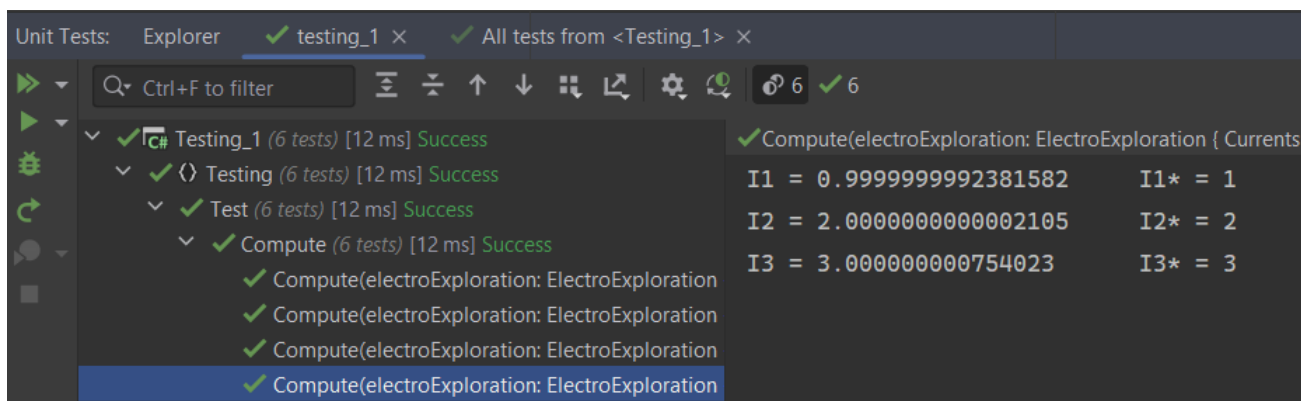 Unit Tests: Explorer testing_1 × All tests from <Testing_1> ×
Ctrl+F to filter 6 6
C# Testing_1 (6 tests) [12 ms] Success
Testing (6 tests) [12 ms] Success
Test (6 tests) [12 ms] Success
Compute (6 tests) [12 ms] Success
Compute(electroExploration: ElectroExploration
Compute(electroExploration: ElectroExploration
Compute(electroExploration: ElectroExploration
Compute(electroExploration: ElectroExploration
Compute(electroExploration: ElectroExploration { Currents
I1 = 0.9999999992381582 I1* = 1
I2 = 2.0000000000002105 I2* = 2
I3 = 3.000000000754023 I3* = 3